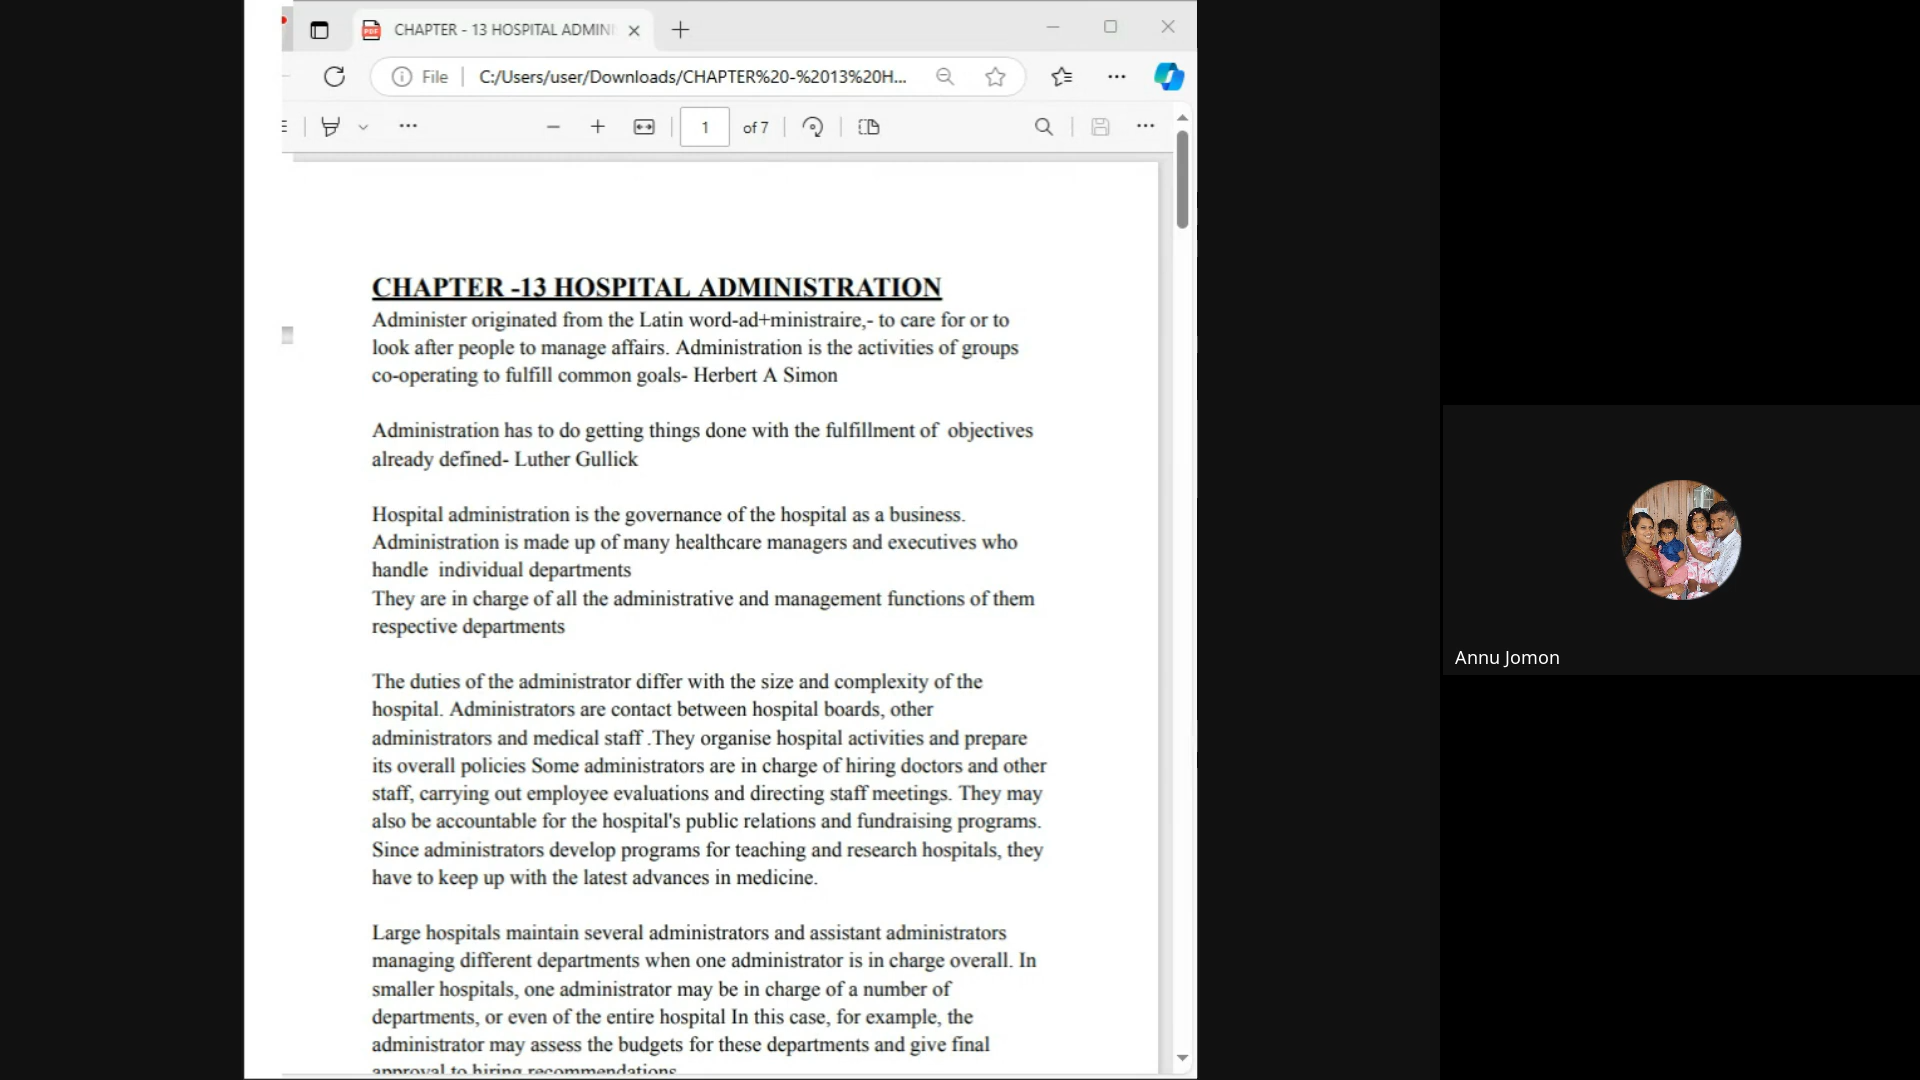 CHAPTER - 13 HOSPITAL ADMIN
File
C:/Users/user/Downloads/CHAPTER%20-%2013%20H...
1 of 7
CHAPTER -13 HOSPITAL ADMINISTRATION
Administer originated from the Latin word-ad+ministraire,- to care for or to
look after people to manage affairs. Administration is the activities of groups
co-operating to fulfill common goals- Herbert A Simon
Administration has to do getting things done with the fulfillment of objectives
already defined- Luther Gullick
Hospital administration is the governance of the hospital as a business.
Administration is made up of many healthcare managers and executives who
handle individual departments
They are in charge of all the administrative and management functions of them
respective departments
The duties of the administrator differ with the size and complexity of the
hospital. Administrators are contact between hospital boards, other
administrators and medical staff .They organise hospital activities and prepare
its overall policies Some administrators are in charge of hiring doctors and other
staff, carrying out employee evaluations and directing staff meetings. They may
also be accountable for the hospital's public relations and fundraising programs.
Since administrators develop programs for teaching and research hospitals, they
have to keep up with the latest advances in medicine.
Large hospitals maintain several administrators and assistant administrators
managing different departments when one administrator is in charge overall. In
smaller hospitals, one administrator may be in charge of a number of
departments, or even of the entire hospital In this case, for example, the
administrator may assess the budgets for these departments and give final
approval to hiring recommendations
Annu Jomon